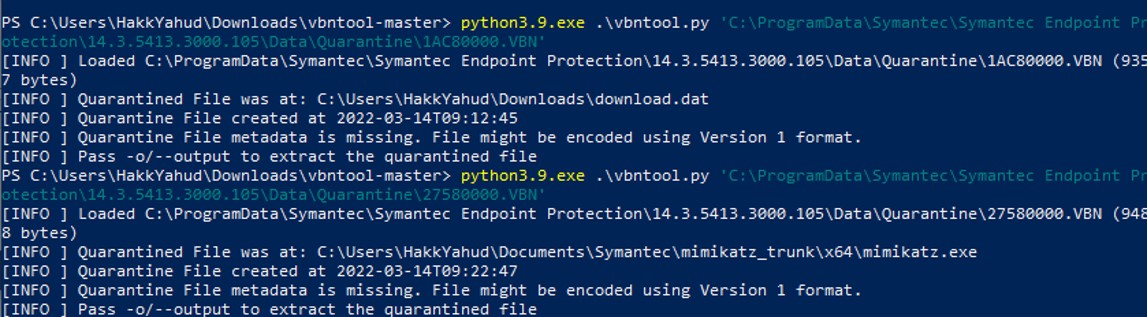 PS C:\Users\HakkYahud\Downloads\vbntool-master> python3.9.exe .\vbntool.py 'C:\ProgramData\Symantec\Symantec Endpoint Pr
otection\14.3.5413.3000.105\Data\Quarantine\1AC80000.VBN'
[INFO ] Loaded C:\ProgramData\Symantec\Symantec Endpoint Protection\14.3.5413.3000.105\Data\Quarantine\1AC80000.VBN (935
7 bytes)
[INFO ] Quarantined File was at: C:\Users\HakkYahud\Downloads\download.dat
[INFO ] Quarantine File created at 2022-03-14T09:12:45
[INFO ] Quarantine File metadata is missing. File might be encoded using Version 1 format.
[INFO ] Pass -o/--output to extract the quarantined file
PS C:\Users\HakkYahud\Downloads\vbntool-master> python3.9.exe .\vbntool.py 'C:\ProgramData\Symantec\Symantec Endpoint Pr
otection\14.3.5413.3000.105\Data\Quarantine\27580000.VBN'
[INFO ] Loaded C:\ProgramData\Symantec\Symantec Endpoint Protection\14.3.5413.3000.105\Data\Quarantine\27580000.VBN (948
8 bytes)
[INFO ] Quarantined File was at: C:\Users\HakkYahud\Documents\Symantec\mimikatz_trunk\x64\mimikatz.exe
[INFO ] Quarantine File created at 2022-03-14T09:22:47
[INFO ] Quarantine File metadata is missing. File might be encoded using Version 1 format.
[INFO ] Pass -o/--output to extract the quarantined file